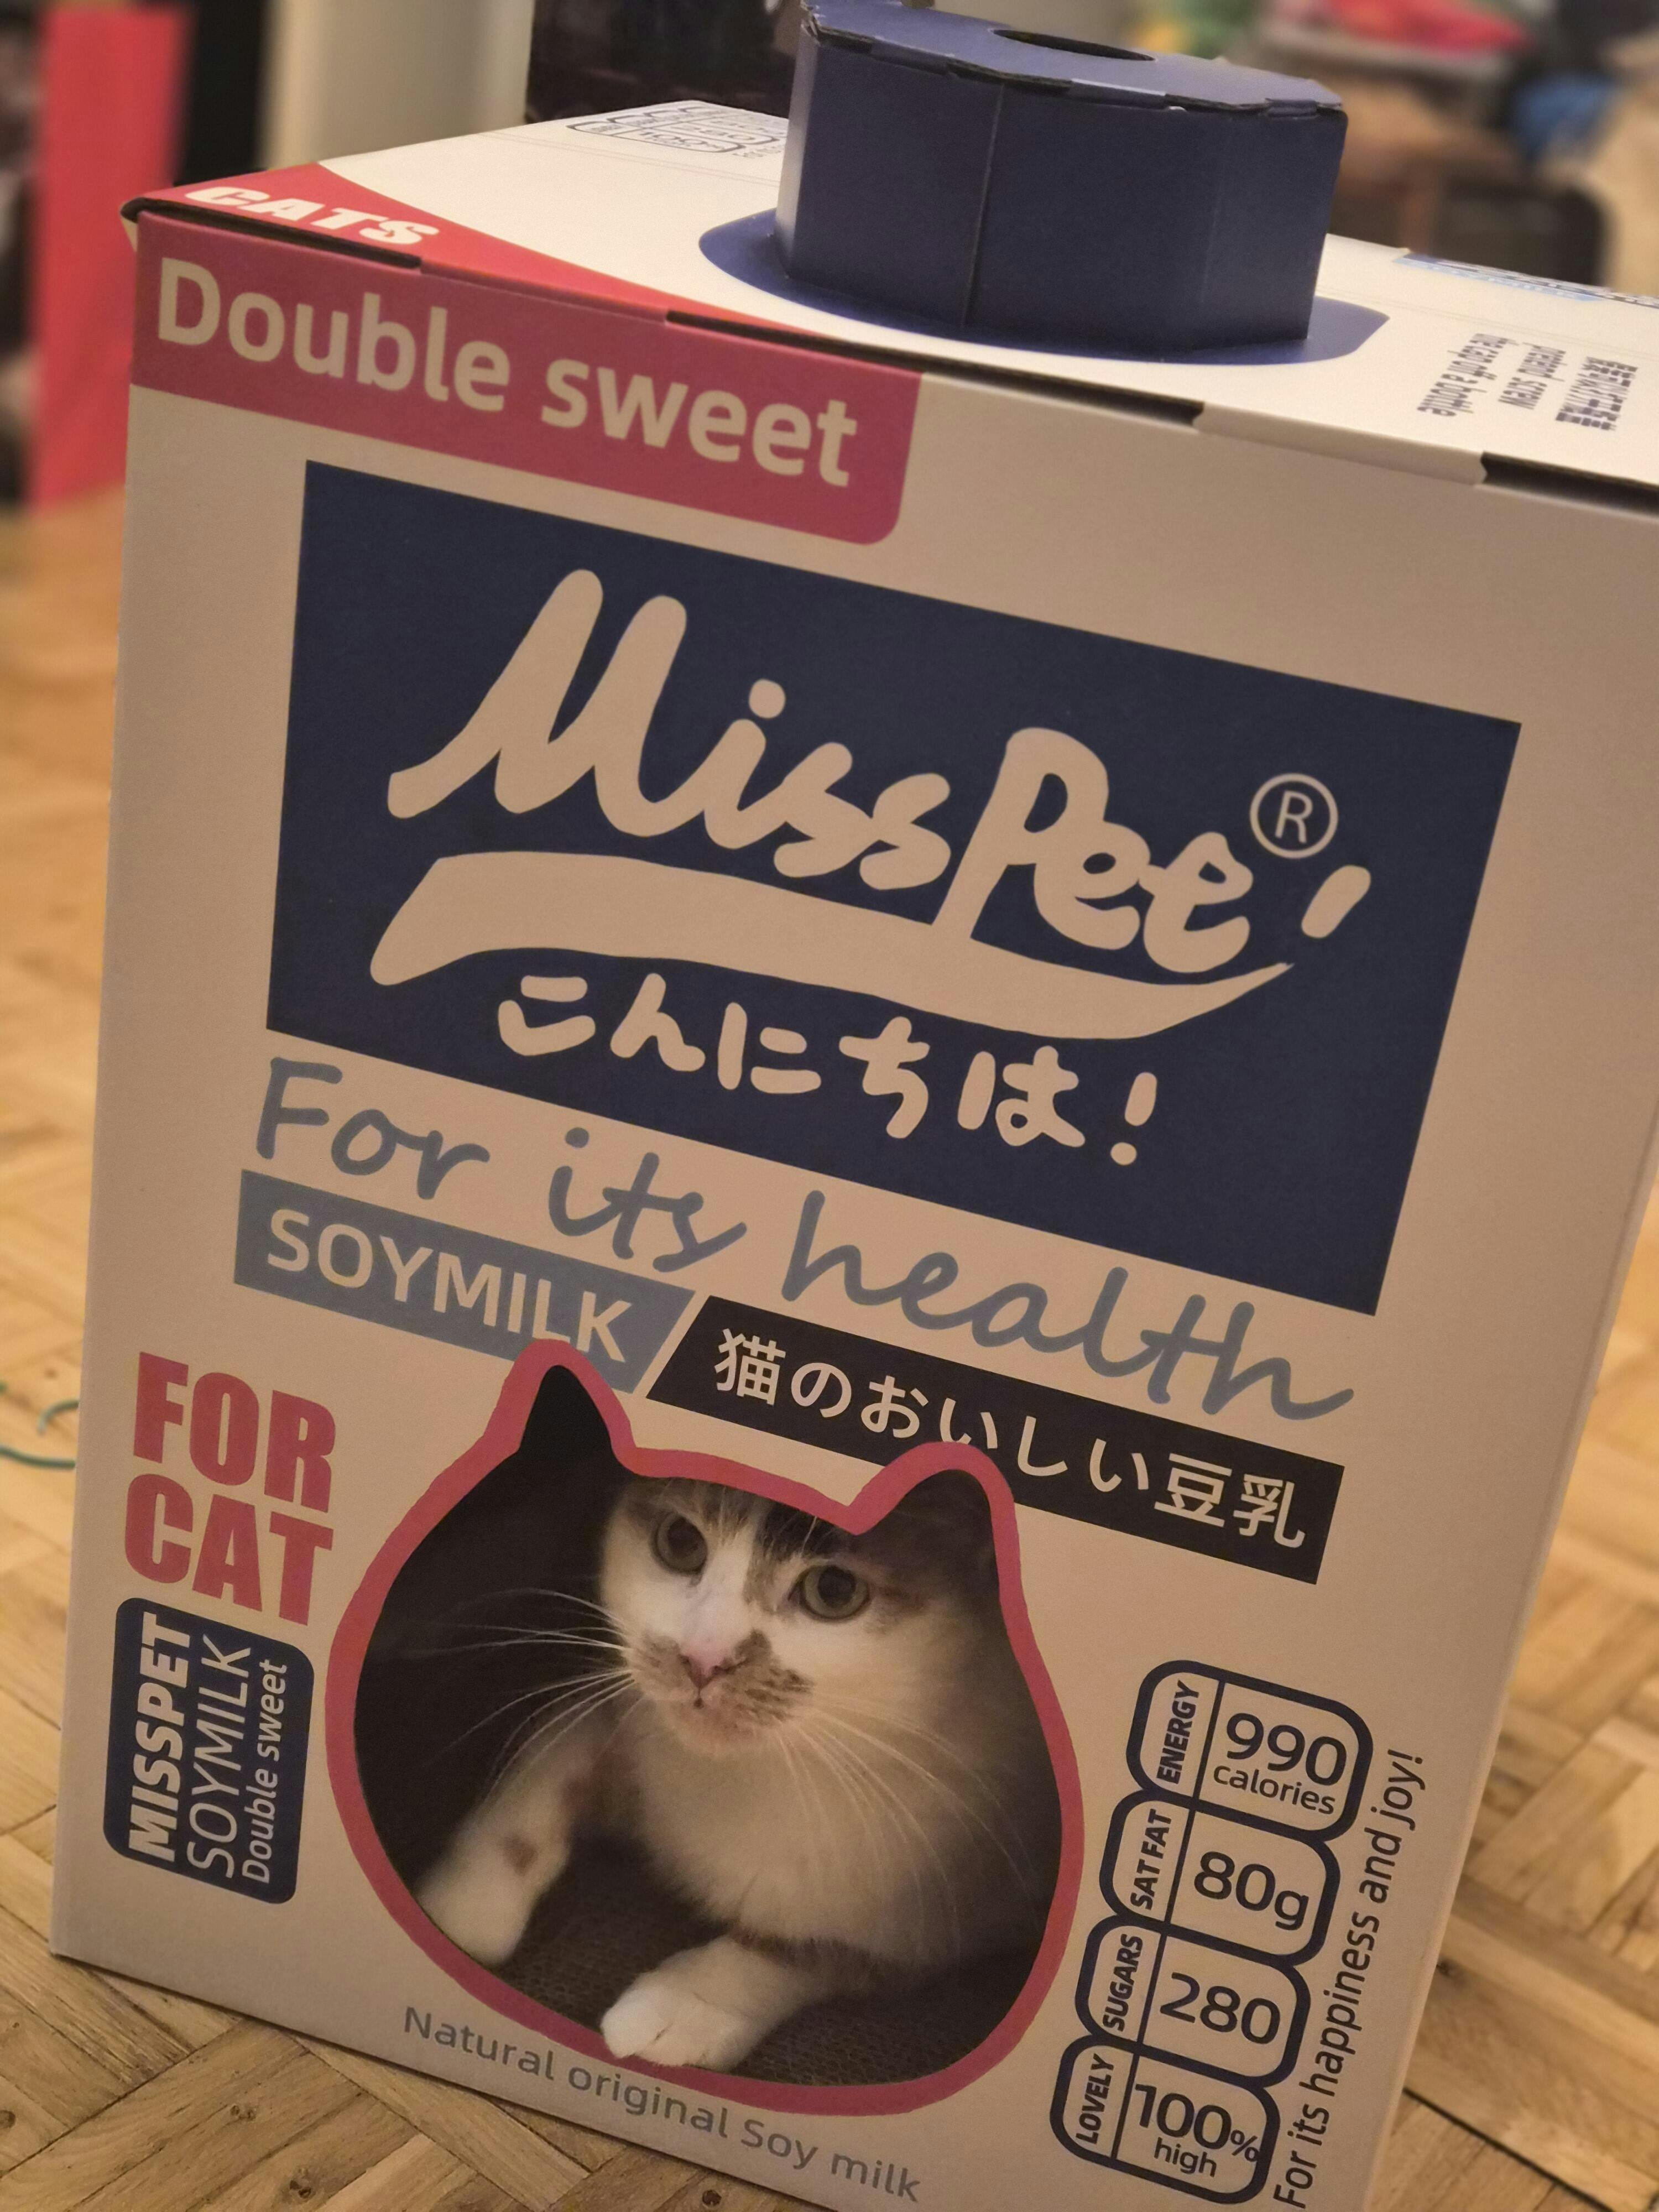 CATS
Double sweet
MissPet®
こんにちは！
For its health
SOYMILK
猫のおいしい豆乳
FOR
CAT
MISSPET
SOYMILK
Double sweet
ENERGY
990
calories
SAT FAT
80g
SUGARS
280
LOVELY
100%
high
For its happiness and joy!
Natural original Soy milk